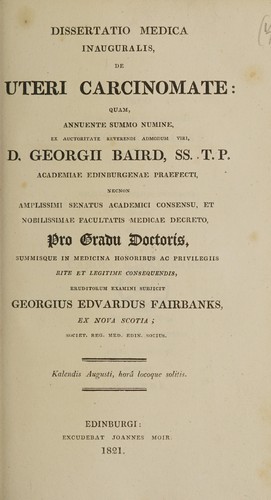 DISSERTATIO MEDICA
INAUGURALIS,
DE
UTERI CARCINOMATE:
QUAM,
ANNUENTE SUMMO NUMINE,
EX AUCTORITATE REVERENDI ADMODUM VIRI,
D. GEORGII BAIRD, SS. T. P.
ACADEMIAE EDINBURGENAE PRAEFECTI,
NECNON
AMPLISSIMI SENATUS ACADEMICI CONSENSU, ET
NOBILISSIMAE FACULTATIS MEDICAE DECRETO,
Pro Gradu Doctoris,
SUMMISQUE IN MEDICINA HONORIBUS AC PRIVILEGIIS
RITE ET LEGITIME CONSEQUENDIS,
ERUDITORUM EXAMINI SUBJICIT
GEORGIUS EDVARDUS FAIRBANKS,
EX NOVA SCOTIA;
SOCIET. REG. MED. EDIN. SOCIUS.
Kalendis Augusti, horâ locoque solitis.
EDINBURGI:
EXCUDEBAT JOANNES MOIR.
1821.